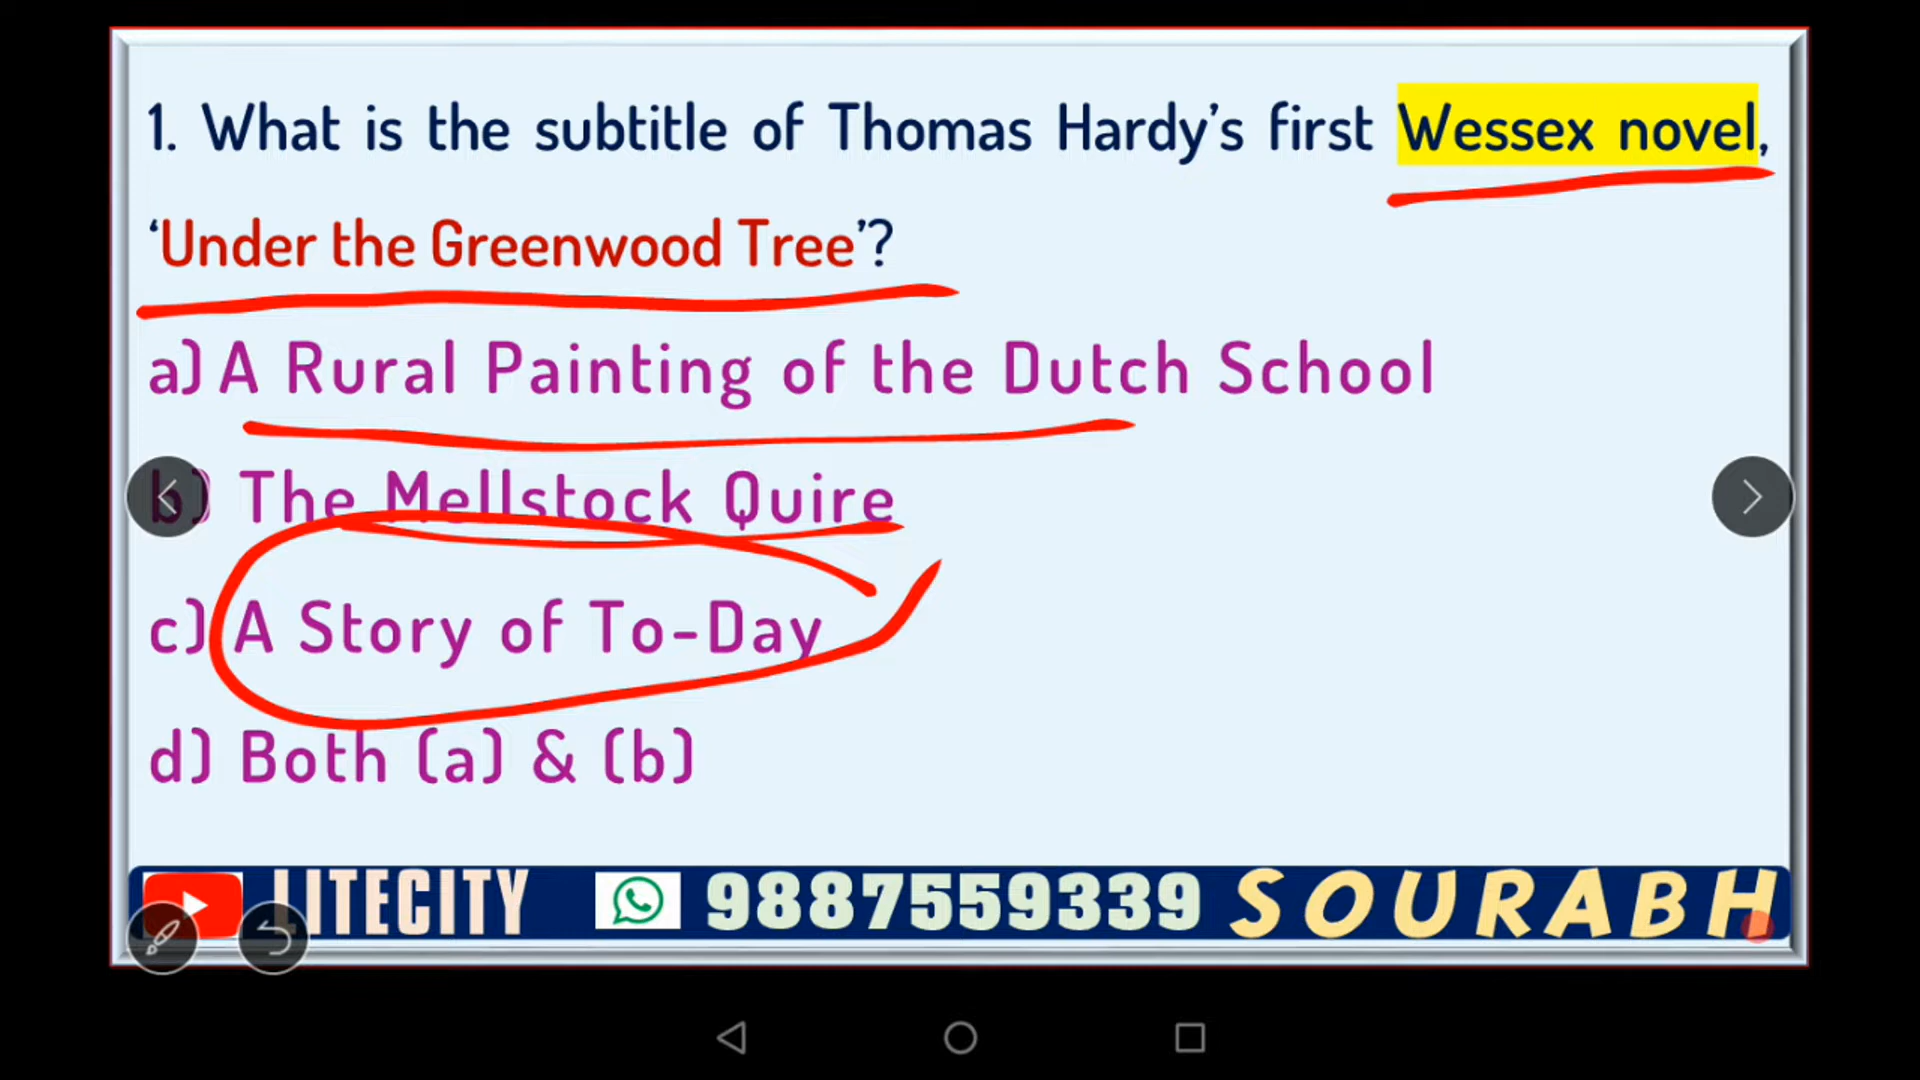 1. What is the subtitle of Thomas Hardy’s first Wessex novel,
‘Under the Greenwood Tree’?
a) A Rural Painting of the Dutch School
b) The Mellstock Quire
c) A Story of To-Day
d) Both (a) & (b)
LITECITY 9887559339 SOURABH